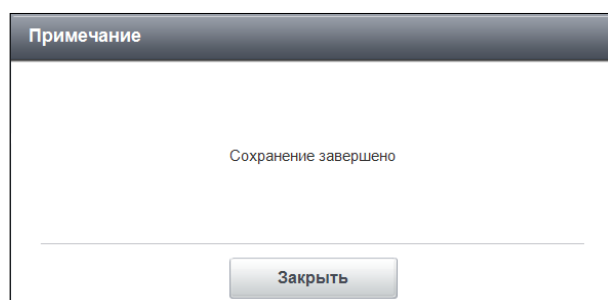 Примечание
Сохранение завершено
Закрыть